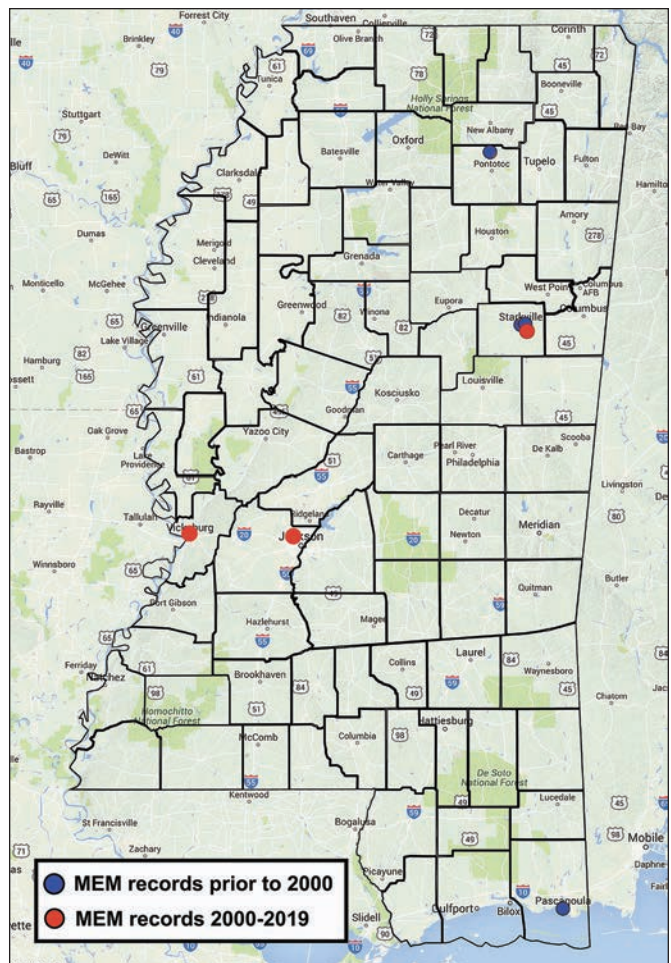 Forrest City
Southaven
Collierville
Corinth
Brinkley
Olive Branch
Tunica
Booneville
Stuttgart
Holly Springs
National Forest
New Albany
Red Bay
DeWitt
Oxford
Bluff
Batesville
Pontotoc
Tupelo
Fulton
Clarksdale
Water Valley
Hamilton
Dumas
Houston
Amory
Merigold
Cleveland
Grenada
Monticello
McGehee
West Point
Columbus
AFB
Greenwood
Eupora
Winona
Indianola
Starkville
Columbus
Greenville
Lake Village
Hamburg
Louisville
Kosciusko
Goodman
Oak Grove
Yazoo City
Scooba
Bastrop
Lake
Providence
Carthage
Pearl River
De Kalb
Philadelphia
Livingston
Rayville
Tallulah
Vicksburg
Ridgeland
Decatur
Newton
Meridian
Jackson
Winnsboro
Butler
Quitman
Port Gibson
Hazlehurst
Magee
Ferriday
Natchez
Brookhaven
Collins
Laurel
Waynesboro
Chatom
Homochitto
National Forest
Hattiesburg
McComb
Columbia
De Soto
National Forest
Kentwood
Lucedale
St Francisville
Bogalusa
Zachary
Mobile
Daphne
Picayune
Pascagoula
Gulfport
Biloxi
Slidell
MEM records prior to 2000
MEM records 2000-2019